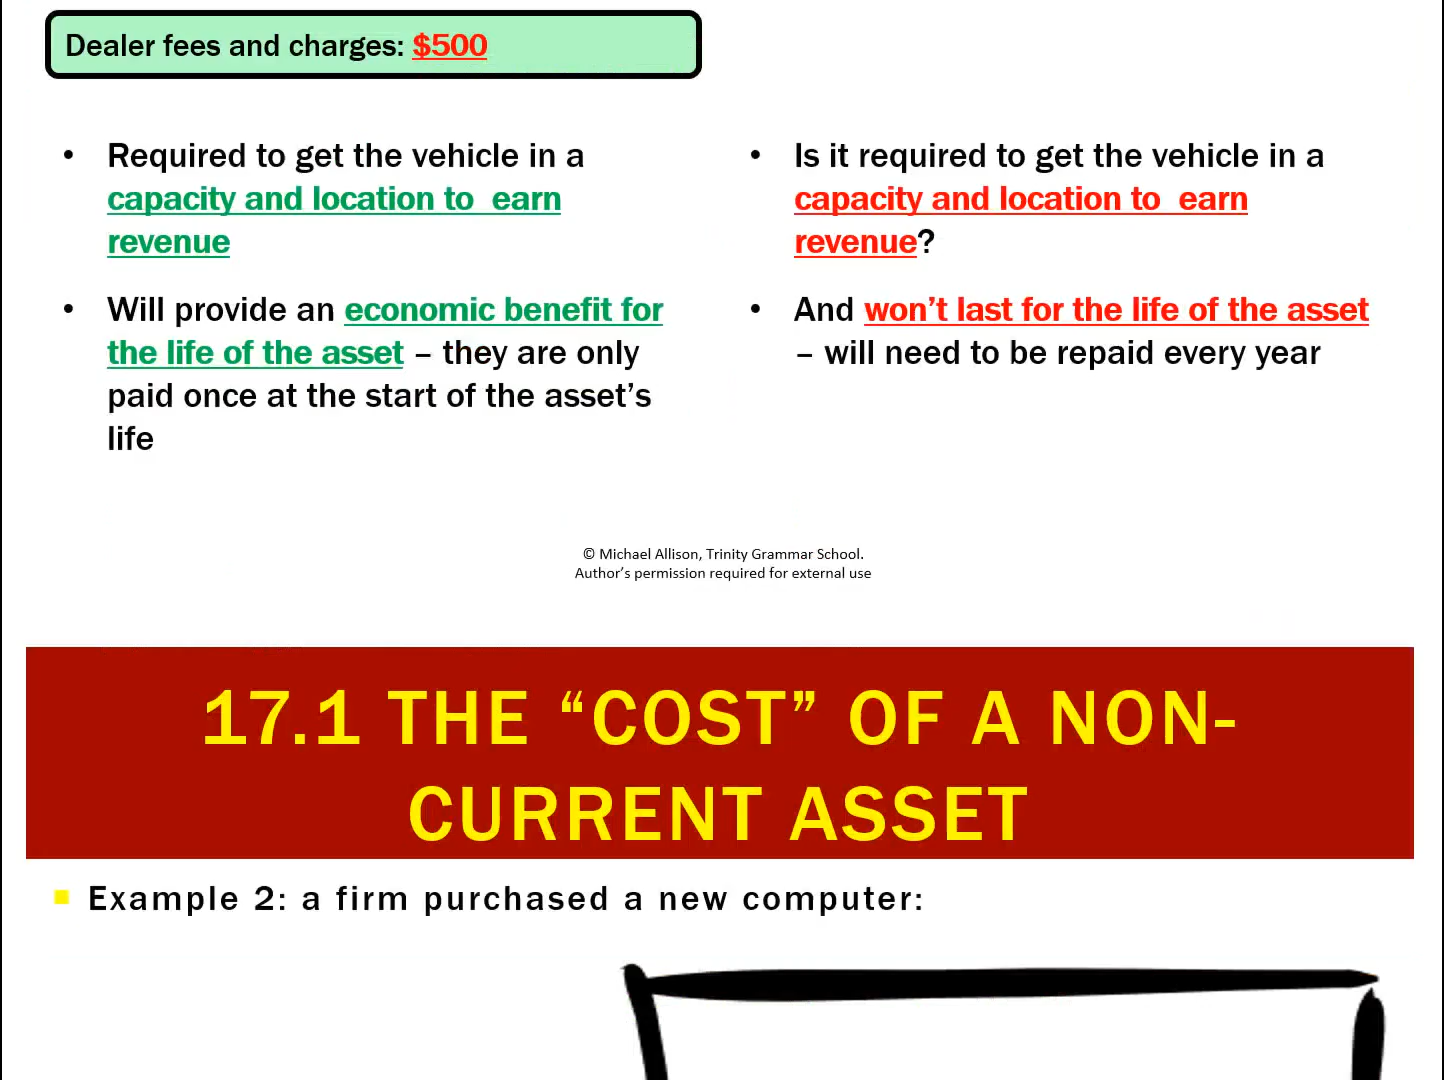 Dealer fees and charges: $500
• Required to get the vehicle in a
capacity and location to  earn
revenue
• Will provide an economic benefit for
the life of the asset – they are only
paid once at the start of the asset’s
life
• Is it required to get the vehicle in a
capacity and location to  earn
revenue?
• And won’t last for the life of the asset
– will need to be repaid every year
© Michael Allison, Trinity Grammar School.
Author’s permission required for external use
17.1 THE “COST” OF A NON-
CURRENT ASSET
Example 2: a firm purchased a new computer: